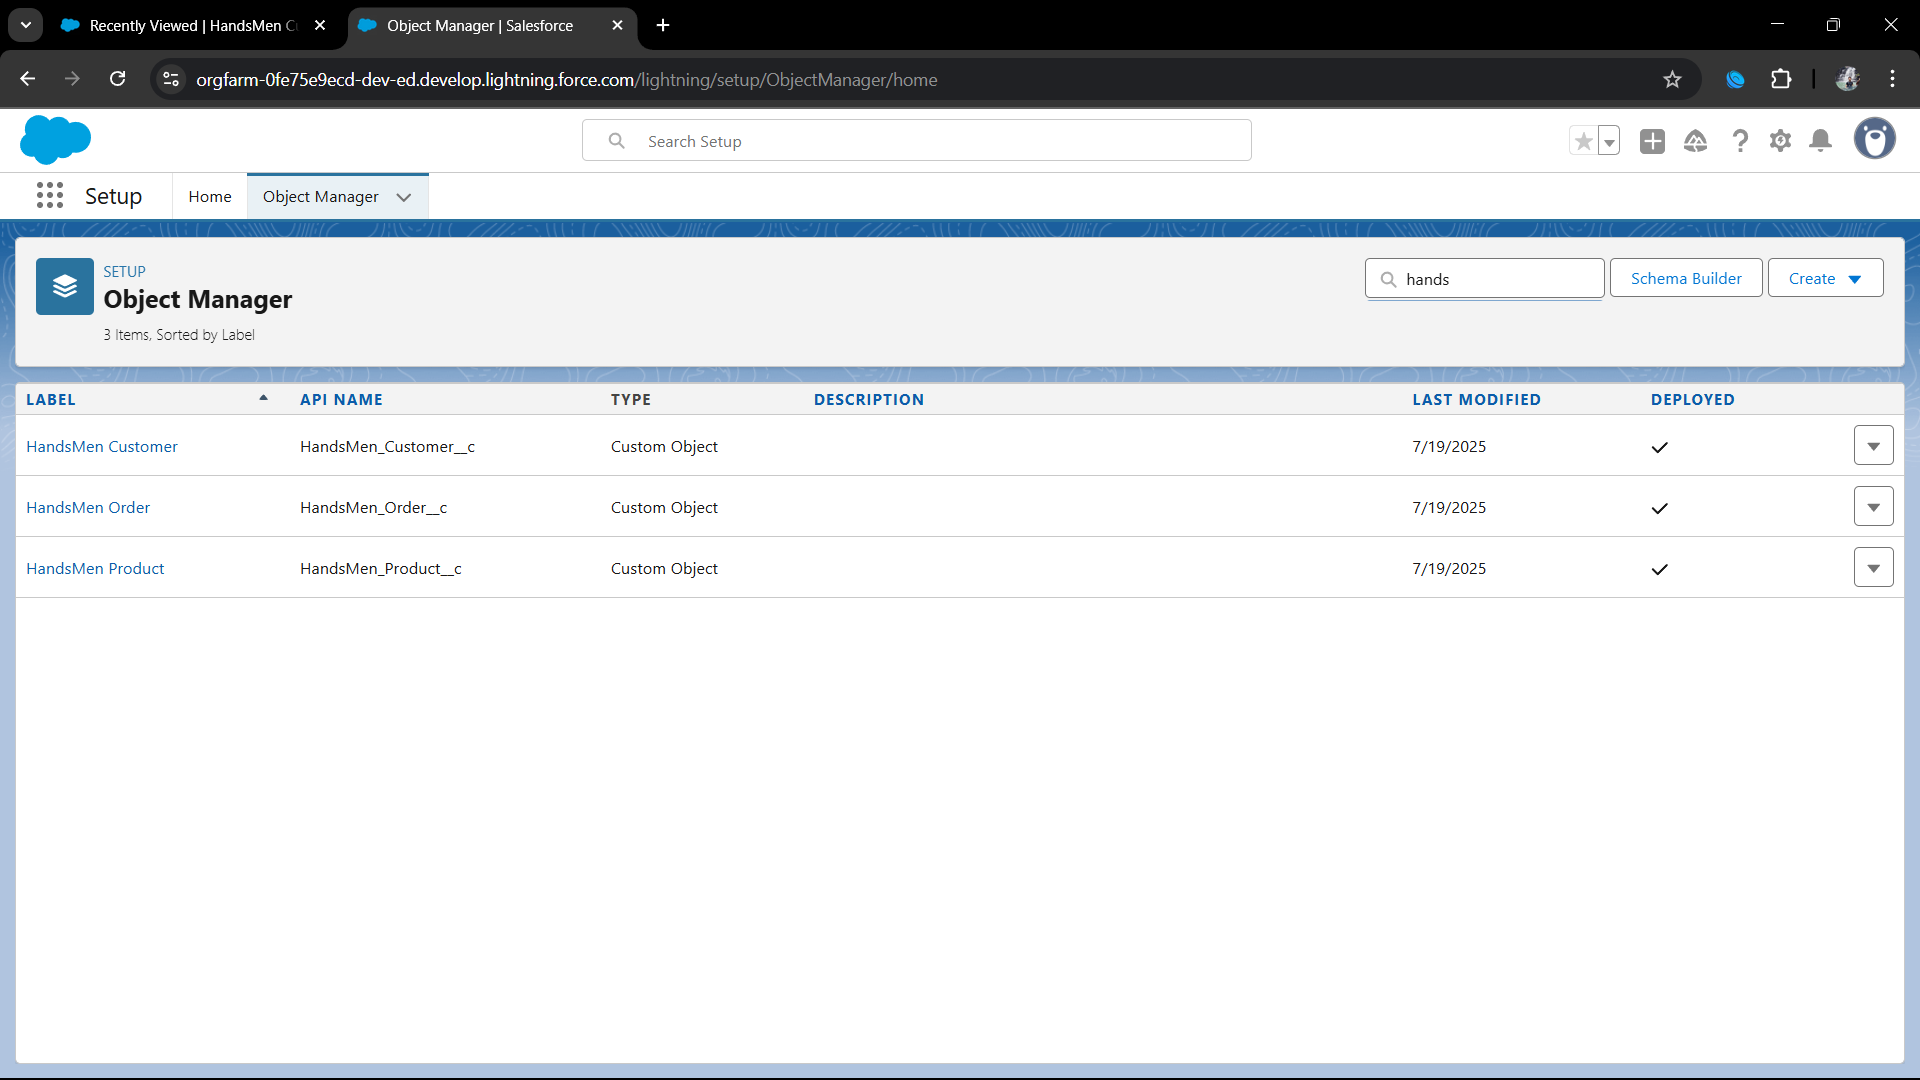 Recently Viewed | HandsMen C
Object Manager | Salesforce
orgfarm-0fe75e9ecd-dev-ed.develop.lightning.force.com/lightning/setup/ObjectManager/home
Search Setup
Setup
Home
Object Manager
SETUP
Object Manager
3 Items, Sorted by Label
hands
Schema Builder
Create
LABEL API NAME TYPE DESCRIPTION LAST MODIFIED DEPLOYED
HandsMen Customer HandsMen_Customer__c Custom Object 7/19/2025
HandsMen Order HandsMen_Order__c Custom Object 7/19/2025
HandsMen Product HandsMen_Product__c Custom Object 7/19/2025